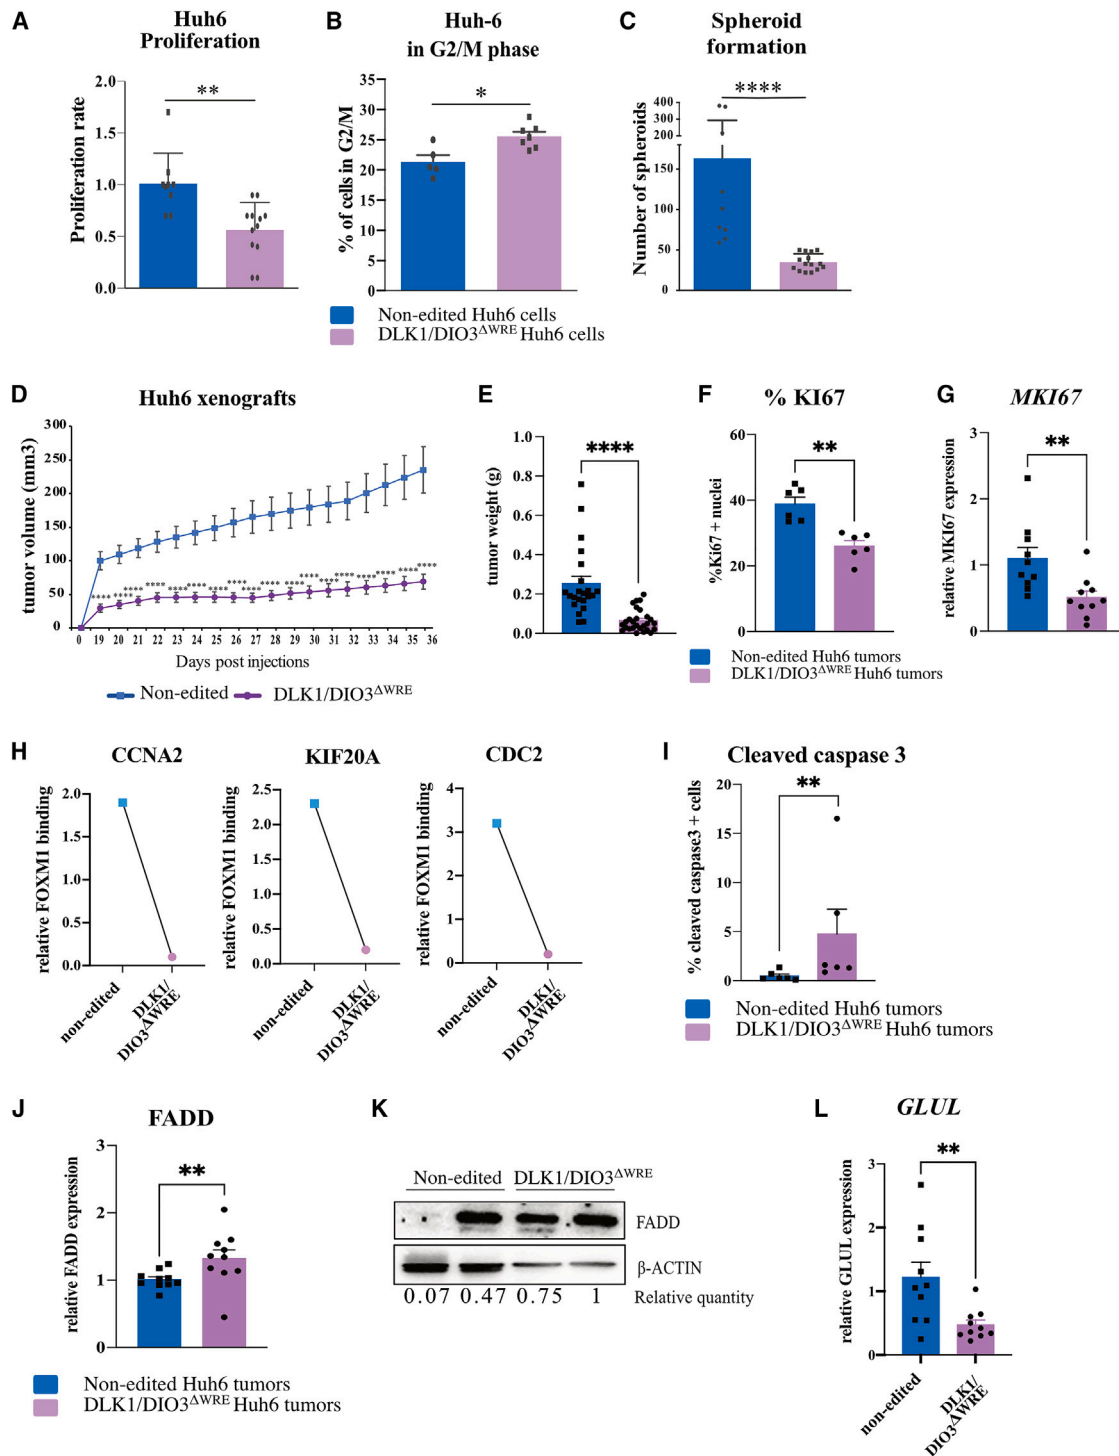 A
Huh6
Proliferation
Proliferation rate
2.0
1.5
1.0
0.5
0.0
**
B
Huh-6
in G2/M phase
% of cells in G2/M
35
30
25
20
15
10
5
0
*
Non-edited Huh6 cells
DLK1/DIO3ΔWRE Huh6 cells
C
Spheroid
formation
Number of spheroids
400
300
200
150
100
50
0
****
D
Huh6 xenografts
tumor volume (mm3)
300
250
200
150
100
50
0
**** **** **** **** **** **** **** **** **** **** **** **** **** **** **** **** **** ****
0 19 20 21 22 23 24 25 26 27 28 29 30 31 32 33 34 35 36
Days post injections
Non-edited
DLK1/DIO3ΔWRE
E
tumor weight (g)
1.0
0.8
0.6
0.4
0.2
0.0
****
F
% KI67
%Ki67 + nuclei
60
40
20
0
**
G
MKI67
relative MKI67 expression
3
2
1
0
**
Non-edited Huh6 tumors
DLK1/DIO3ΔWRE Huh6 tumors
H
CCNA2
relative FOXM1 binding
2.0
1.5
1.0
0.5
0.0
non-edited
DLK1/
DIO3ΔWRE
KIF20A
relative FOXM1 binding
2.5
2.0
1.5
1.0
0.5
0.0
non-edited
DLK1/
DIO3ΔWRE
CDC2
relative FOXM1 binding
4
3
2
1
0
non-edited
DLK1/
DIO3ΔWRE
I
Cleaved caspase 3
% cleaved caspase3 + cells
20
15
10
5
0
**
Non-edited Huh6 tumors
DLK1/DIO3ΔWRE Huh6 tumors
J
FADD
relative FADD expression
3
2
1
0
**
Non-edited Huh6 tumors
DLK1/DIO3ΔWRE Huh6 tumors
K
Non-edited DLK1/DIO3ΔWRE
FADD
β-ACTIN
0.07 0.47 0.75 1 Relative quantity
L
GLUL
relative GLUL expression
3
2
1
0
**
non-edited
DLK1/
DIO3ΔWRE